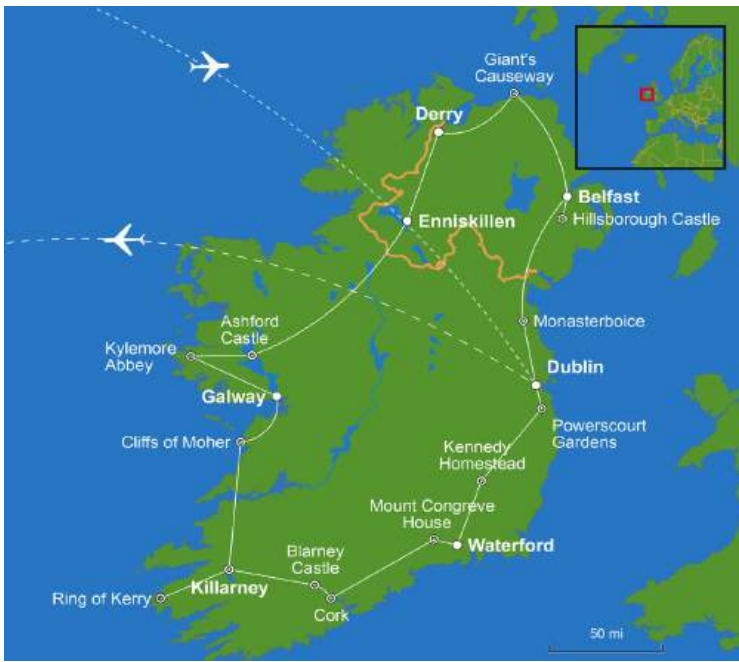 Giant's
Causeway
Derry
Belfast
Enniskillen
Hillsborough Castle
Ashford
Castle
Monasterboice
Kylemore
Abbey
Dublin
Galway
Powerscourt
Gardens
Cliffs of Moher
Kennedy
Homestead
Mount Congreve
House
Waterford
Blarney
Castle
Killarney
Ring of Kerry
Cork
50 mi